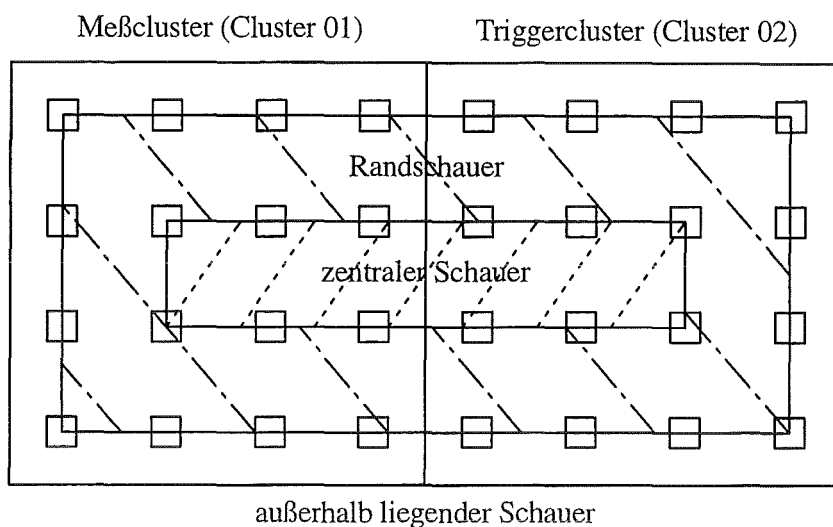 Meßcluster (Cluster 01)
Triggercluster (Cluster 02)
Randschauer
zentraler Schauer
außerhalb liegender Schauer